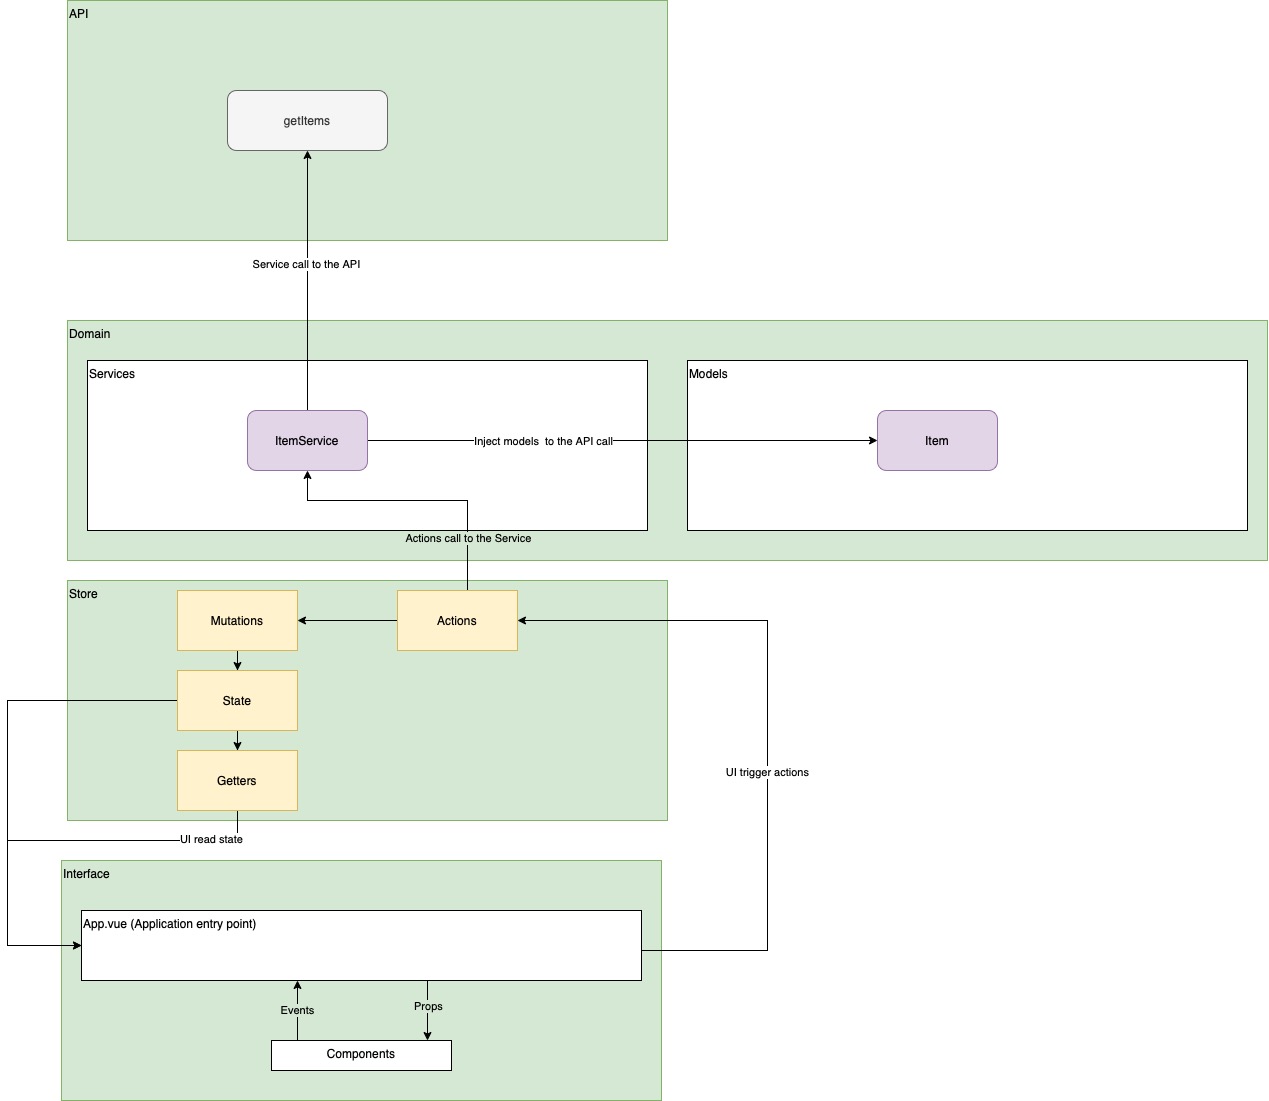 API
getItems
Service call to the API
Domain
Services
Models
ItemService
Inject models  to the API call
Item
Actions call to the Service
Store
Mutations
Actions
State
Getters
UI trigger actions
UI read state
Interface
App.vue (Application entry point)
Events
Props
Components